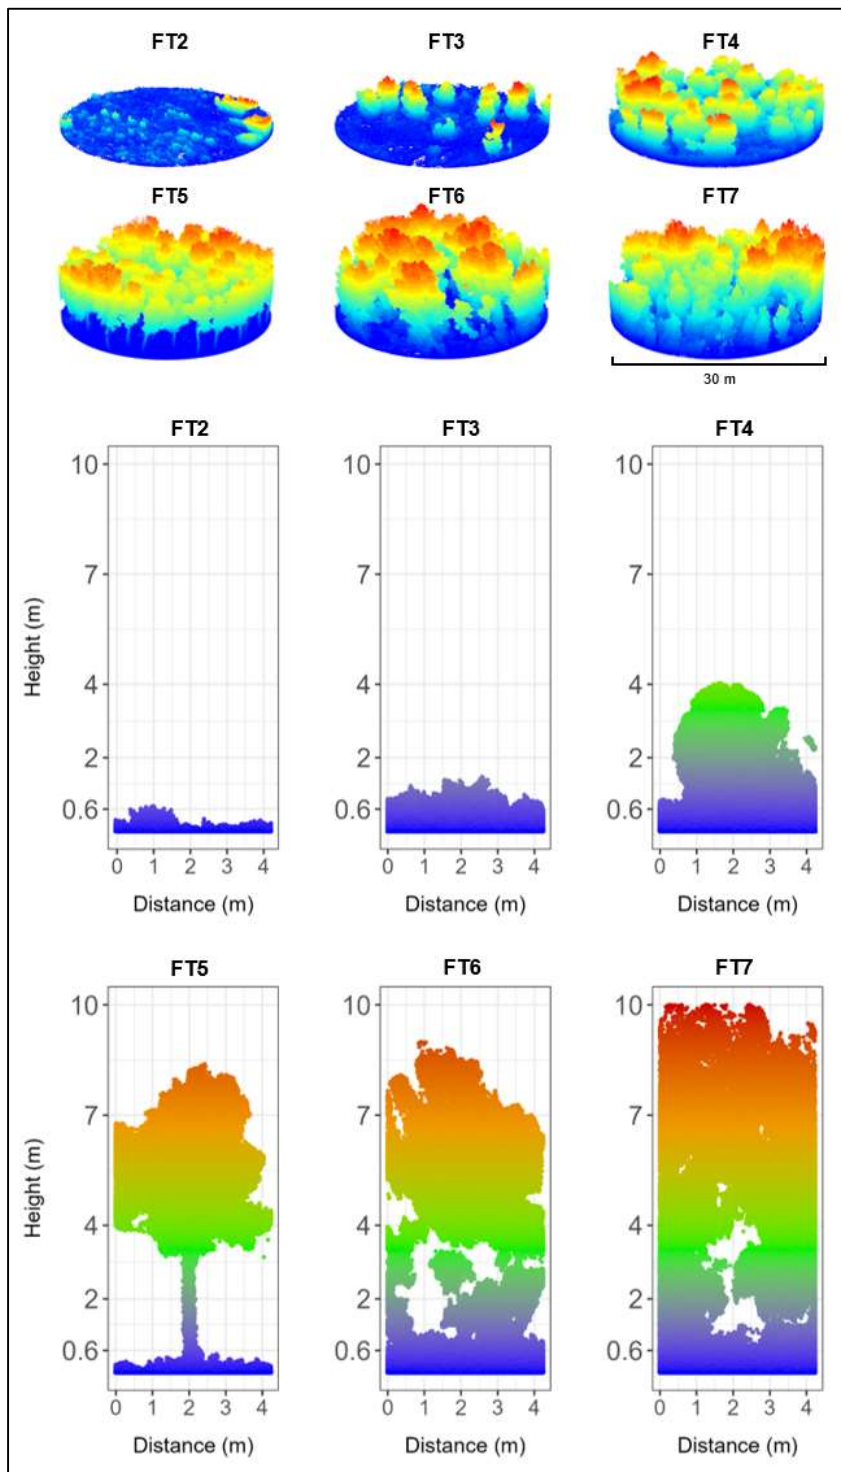 FT2 FT3 FT4
FT5 FT6 FT7
30 m
FT2 FT3 FT4
Height (m)
10 10 10
7 7 7
4 4 4
2 2 2
0.6 0.6 0.6
0 1 2 3 4 0 1 2 3 4 0 1 2 3 4
Distance (m) Distance (m) Distance (m)
FT5 FT6 FT7
Height (m)
10 10 10
7 7 7
4 4 4
2 2 2
0.6 0.6 0.6
0 1 2 3 4 0 1 2 3 4 0 1 2 3 4
Distance (m) Distance (m) Distance (m)